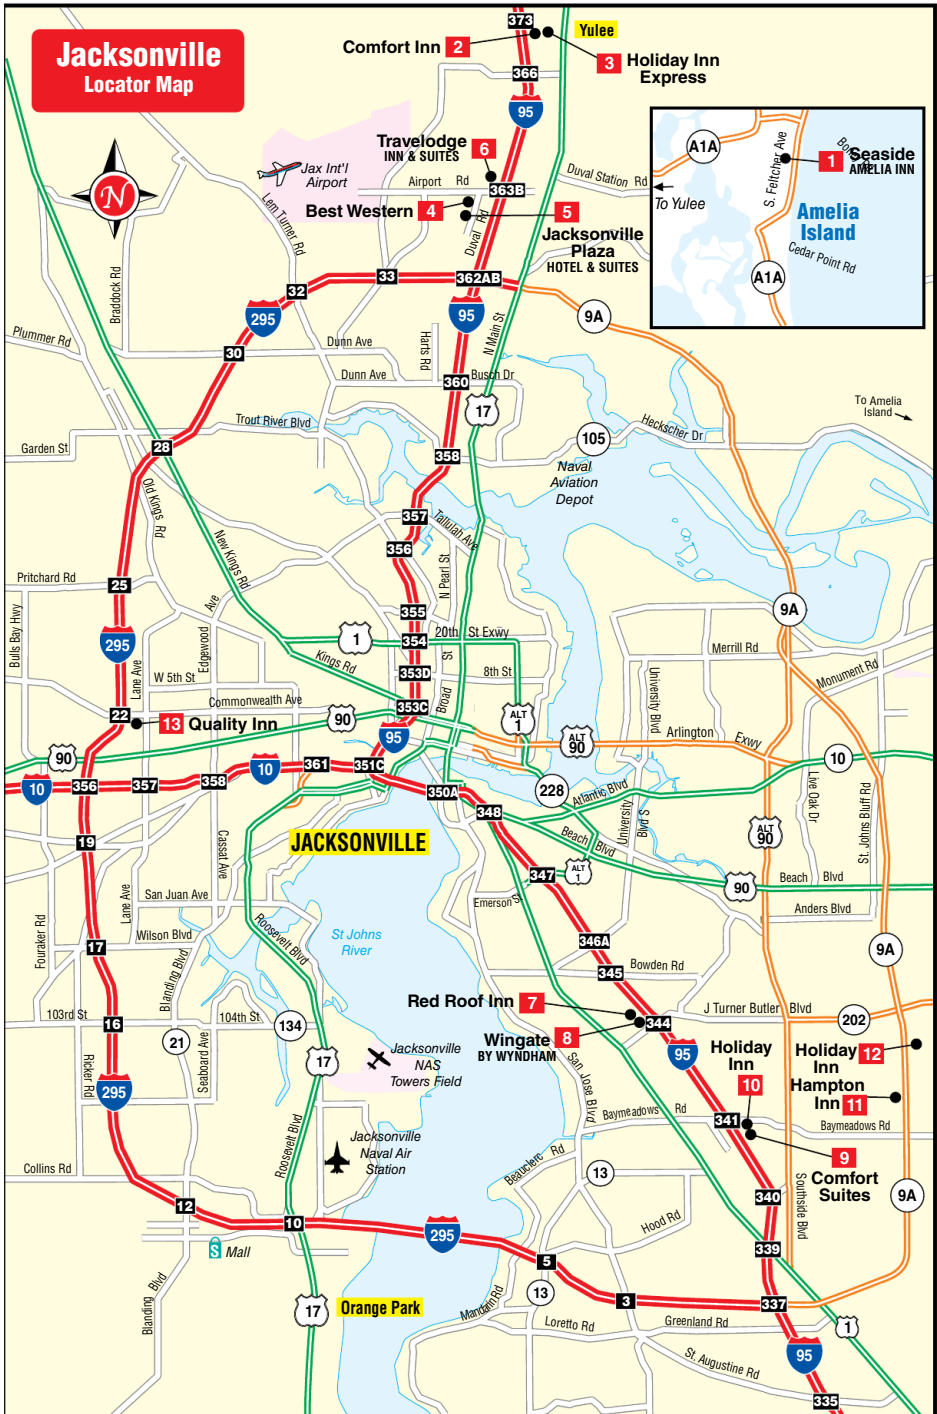 Jacksonville
Locator Map
N
373
Yulee
Comfort Inn 2
3 Holiday Inn
Express
366
95
Travelodge
INN & SUITES
6
Jax Int'l
Airport
Airport Rd
363B
Duval Station Rd
Best Western 4
5
Jacksonville
Plaza
HOTEL & SUITES
Duval Rd
Lem Turner Rd
Braddock Rd
A1A
S. Feltcher Ave
1 Seaside
AMELIA INN
To Yulee
Amelia
Island
Cedar Point Rd
A1A
33
362AB
32
295
95
9A
N Main St
Plummer Rd
30
Dunn Ave
Harts Rd
Dunn Ave
360
Busch Dr
17
To Amelia
Island
Trout River Blvd
Heckscher Dr
105
Garden St
28
358
Naval
Aviation
Depot
Old Kings Rd
357
Tallulah Ave
356
New Kings Rd
N Pearl St
Pritchard Rd
25
Bulls Bay Hwy
355
9A
Ave
Edgewood
295
1
354
20th St Expwy
Merrill Rd
Kings Rd
353D
St
8th St
Monument Rd
Lane Ave
W 5th St
University Blvd
Commonwealth Ave
353C
Broad
22
13 Quality Inn
90
ALT
1
95
ALT
90
Arlington Exwy
90
10
10
356
357
358
10
361
351C
350A
228
Atlantic Blvd
Live Oak Dr
St. Johns Bluff Rd
348
University
Blvd S
Beach Blvd
ALT
90
19
JACKSONVILLE
Cassat Ave
347
ALT
1
90
Beach Blvd
Lane Ave
San Juan Ave
Emerson St
Anders Blvd
Fouraker Rd
Wilson Blvd
Roosevelt Blvd
St Johns
River
17
346A
9A
Blanding Blvd
345
Bowden Rd
Red Roof Inn 7
J Turner Butler Blvd
103rd St
16
104th St
134
344
202
Wingate 8
BY WYNDHAM
21
Seaboard Ave
17
Jacksonville
NAS
Towers Field
95
Holiday
Inn
10
Holiday 12
Inn
Ricker Rd
295
San Jose Blvd
Hampton
Inn 11
Baymeadows Rd
341
Baymeadows Rd
Roosevelt Blvd
Jacksonville
Naval Air
Station
9
Comfort
Suites
Collins Rd
Beauclerc Rd
13
Southside Blvd
12
340
9A
10
295
Hood Rd
S Mall
339
5
Blanding Blvd
17
Orange Park
13
Mandarin Rd
3
337
Loretto Rd
Greenland Rd
1
95
St. Augustine Rd
335